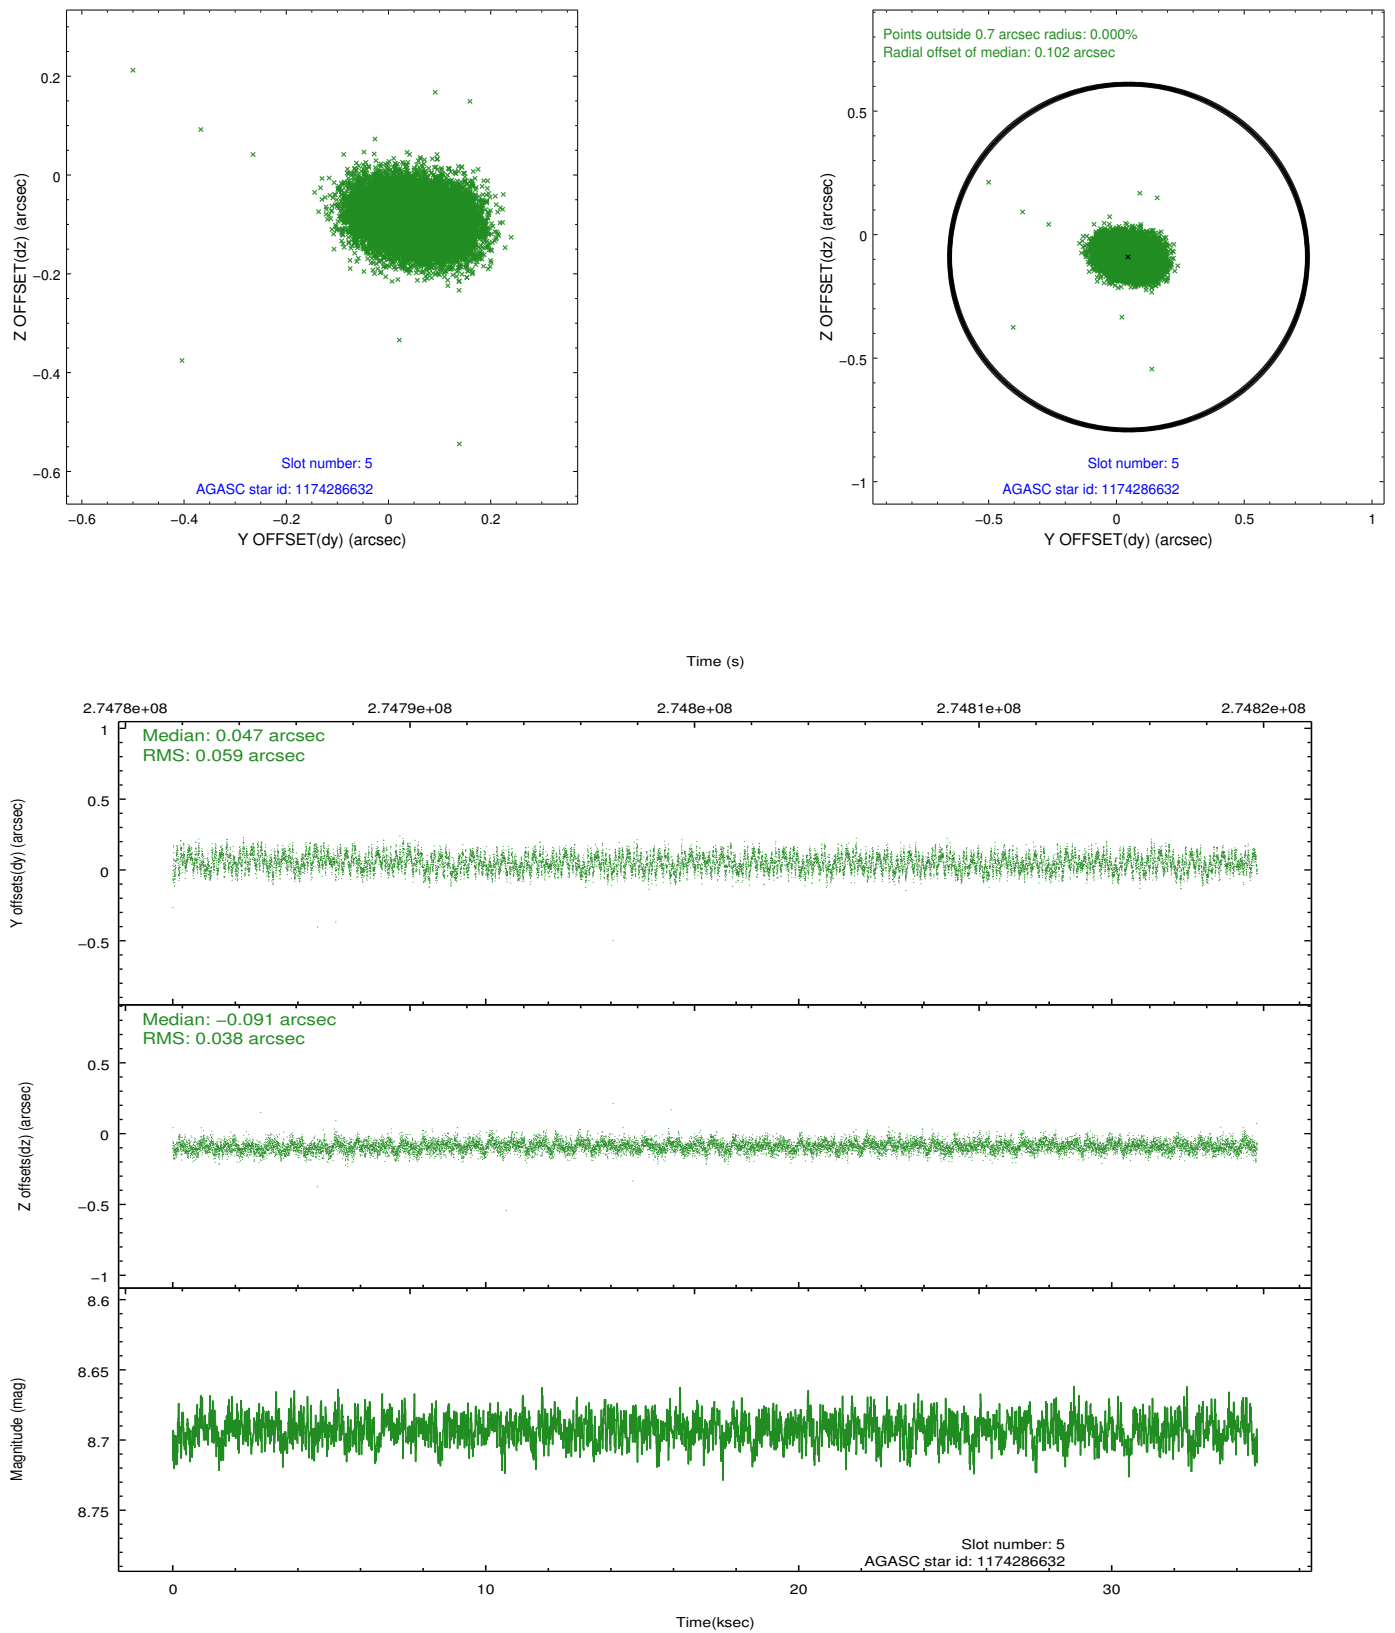 0.2
0
−0.2
−0.4
−0.6
Z OFFSET(dz) (arcsec)
Slot number: 5
AGASC star id: 1174286632
−0.6
−0.4
−0.2
0
0.2
Y OFFSET(dy) (arcsec)
Points outside 0.7 arcsec radius: 0.000%
Radial offset of median: 0.102 arcsec
0.5
0
−0.5
−1
Z OFFSET(dz) (arcsec)
Slot number: 5
AGASC star id: 1174286632
−0.5
0
0.5
1
Y OFFSET(dy) (arcsec)
Time (s)
2.7478e+08
2.7479e+08
2.748e+08
2.7481e+08
2.7482e+08
Median: 0.047 arcsec
RMS: 0.059 arcsec
1
0.5
0
−0.5
Y offsets(dy) (arcsec)
Median: −0.091 arcsec
RMS: 0.038 arcsec
0.5
0
−0.5
−1
Z offsets(dz) (arcsec)
8.6
8.65
8.7
8.75
Magnitude (mag)
Slot number: 5
AGASC star id: 1174286632
0
10
20
30
Time(ksec)